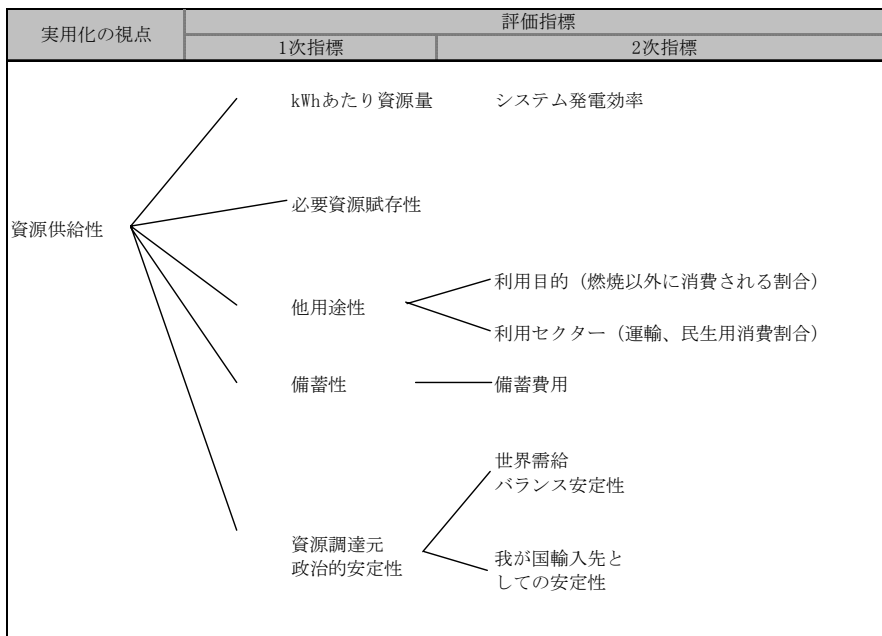 実用化の視点
評価指標
1次指標
2次指標
kWhあたり資源量
システム発電効率
必要資源賦存性
資源供給性
利用目的（燃焼以外に消費される割合）
他用途性
利用セクター（運輸、民生用消費割合）
備蓄性
備蓄費用
世界需給
バランス安定性
資源調達元
政治的安定性
我が国輸入先と
しての安定性